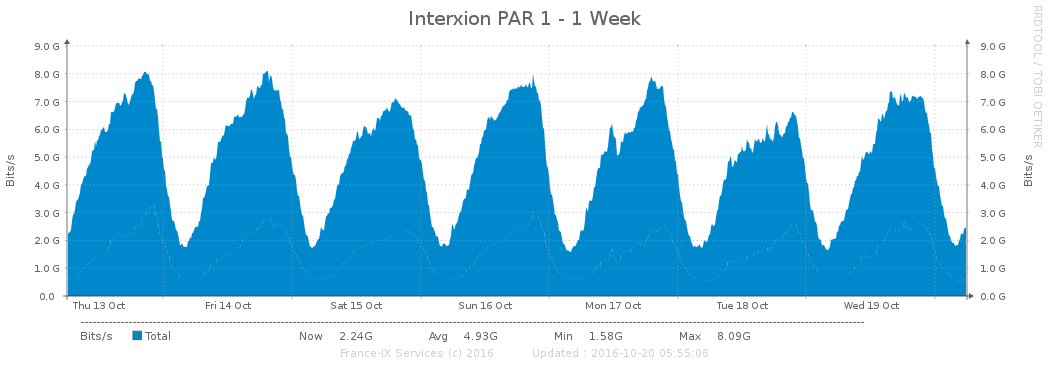 Interxion PAR 1 - 1 Week
RRDTOOL / TOBI OETIKER
Bits/s
9.0 G 9.0 G
8.0 G 8.0 G
7.0 G 7.0 G
6.0 G 6.0 G
5.0 G 5.0 G
4.0 G 4.0 G
3.0 G 3.0 G
2.0 G 2.0 G
1.0 G 1.0 G
0.0 0.0 G
Bits/s
Thu 13 Oct Fri 14 Oct Sat 15 Oct Sun 16 Oct Mon 17 Oct Tue 18 Oct Wed 19 Oct
Bits/s Total Now 2.24G Avg 4.93G Min 1.58G Max 8.09G
France-IX Services (c) 2016 Updated : 2016-10-20 05:55:06